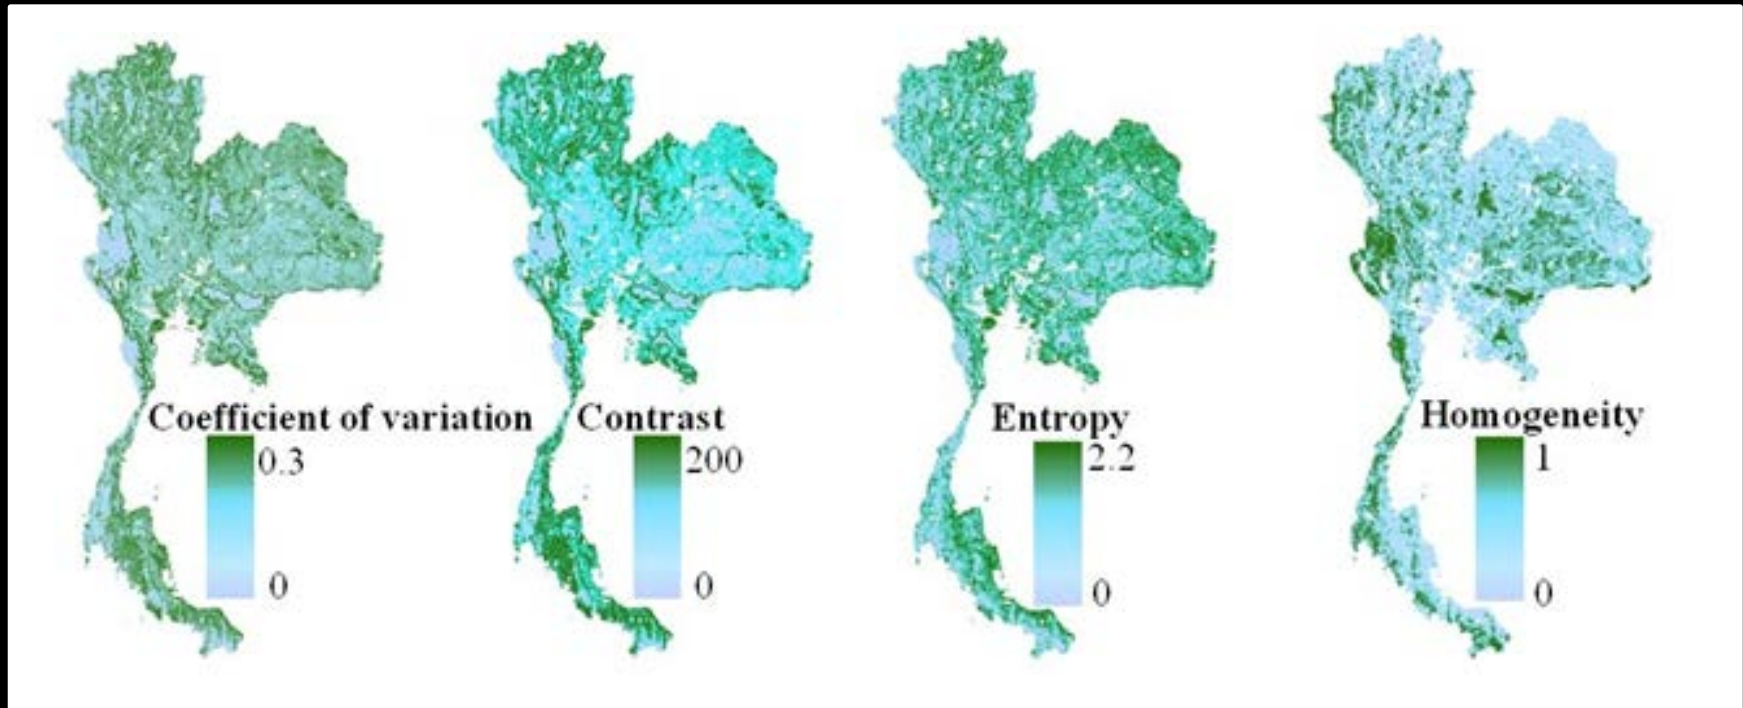 Coefficient of variation
0.3
0
Contrast
200
0
Entropy
2.2
0
Homogeneity
1
0